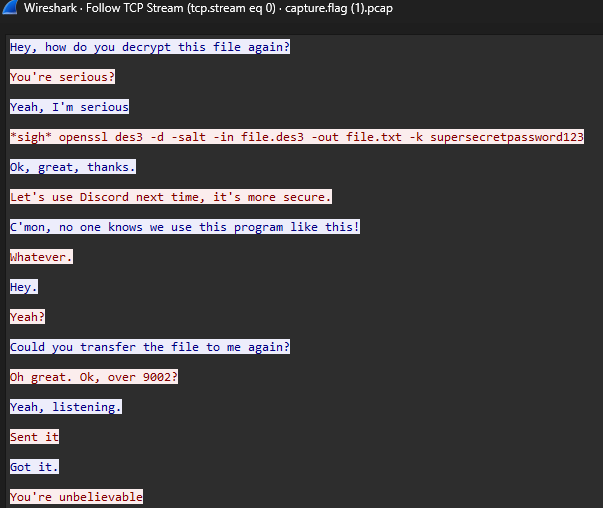 Wireshark · Follow TCP Stream (tcp.stream eq 0) · capture.flag (1).pcap
Hey, how do you decrypt this file again?
You're serious?
Yeah, I'm serious
*sigh* openssl des3 -d -salt -in file.des3 -out file.txt -k supersecretpassword123
Ok, great, thanks.
Let's use Discord next time, it's more secure.
C'mon, no one knows we use this program like this!
Whatever.
Hey.
Yeah?
Could you transfer the file to me again?
Oh great. Ok, over 9002?
Yeah, listening.
Sent it
Got it.
You're unbelievable